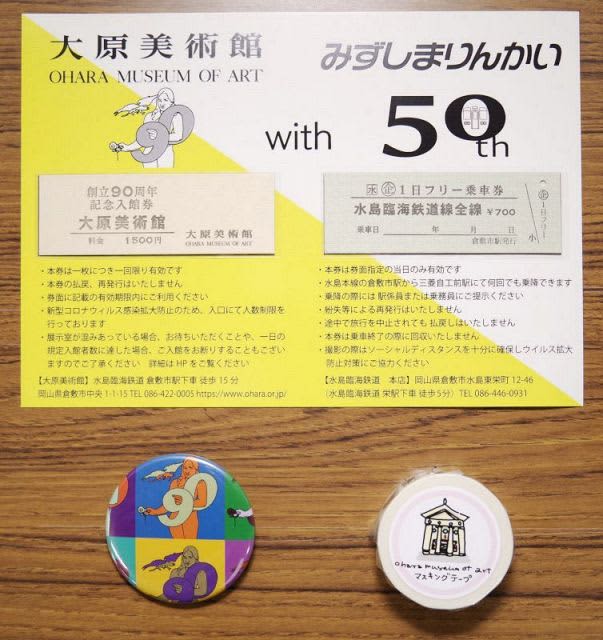 大原美術館
OHARA MUSEUM OF ART
みずしまりんかい
90
with
50th
創立90周年
記念入館券
大原美術館
料金 1500円
大原美術館
OHARA MUSEUM OF ART
水 企 1日フリー乗車券
水島臨海鉄道線全線 ¥700
乗車日 年 月 日
倉敷市駅発行
へ 企 1日フリー 小
・本券は一枚につき一回限り有効です
・本券の払戻、再発行はいたしません
・券面に記載の有効期限内にご利用ください
・新型コロナウィルス感染拡大防止のため、入口にて人数制限を
行っております
・展示室が混みあっている場合、お待ちいただくことや、一日の
規定入館者数に達した場合、ご入館をお断りすることもござい
ますのでご了承ください 詳細はHPをご覧ください
【大原美術館】水島臨海鉄道 倉敷市駅下車 徒歩15分
岡山県倉敷市中央1-1-15 TEL 086-422-0005 https://www.ohara.or.jp/
・本券は券面指定の当日のみ有効です
・水島本線の倉敷市駅から三菱自工前駅にて何回でも乗降できます
・乗降の際には駅係員または乗務員にご提示ください
・紛失等による再発行はいたしません
・途中で旅行を中止されても払戻しはいたしません
・本券は乗車終了の際に回収いたしません
・撮影の際はソーシャルディスタンスを十分に確保しウイルス拡大
防止対策にご協力ください
【水島臨海鉄道 本店】岡山県倉敷市水島東栄町12-46
(水島臨海鉄道 栄駅下車 徒歩5分) TEL 086-446-0931
90
90
ohara museum of art
マスキングテープ